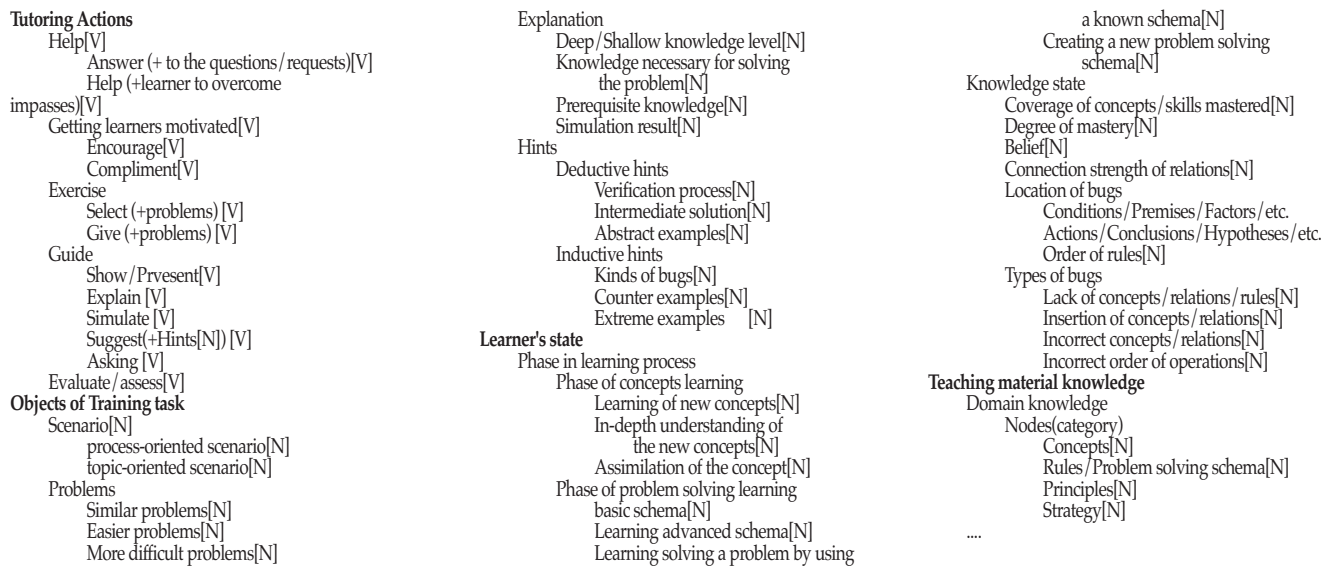 Tutoring Actions
Help[V]
Answer (+ to the questions/requests)[V]
Help (+learner to overcome
impasses)[V]
Getting learners motivated[V]
Encourage[V]
Compliment[V]
Exercise
Select (+problems) [V]
Give (+problems) [V]
Guide
Show/Prvesent[V]
Explain [V]
Simulate [V]
Suggest(+Hints[N]) [V]
Asking [V]
Evaluate/assess[V]
Objects of Training task
Scenario[N]
process-oriented scenario[N]
topic-oriented scenario[N]
Problems
Similar problems[N]
Easier problems[N]
More difficult problems[N]
Explanation
Deep/Shallow knowledge level[N]
Knowledge necessary for solving
the problem[N]
Prerequisite knowledge[N]
Simulation result[N]
Hints
Deductive hints
Verification process[N]
Intermediate solution[N]
Abstract examples[N]
Inductive hints
Kinds of bugs[N]
Counter examples[N]
Extreme examples [N]
Learner's state
Phase in learning process
Phase of concepts learning
Learning of new concepts[N]
In-depth understanding of
the new concepts[N]
Assimilation of the concept[N]
Phase of problem solving learning
basic schema[N]
Learning advanced schema[N]
Learning solving a problem by using
a known schema[N]
Creating a new problem solving
schema[N]
Knowledge state
Coverage of concepts/skills mastered[N]
Degree of mastery[N]
Belief[N]
Connection strength of relations[N]
Location of bugs
Conditions/Premises/Factors/etc.
Actions/Conclusions/Hypotheses/etc.
Order of rules[N]
Types of bugs
Lack of concepts/relations/rules[N]
Insertion of concepts/relations[N]
Incorrect concepts/relations[N]
Incorrect order of operations[N]
Teaching material knowledge
Domain knowledge
Nodes(category)
Concepts[N]
Rules/Problem solving schema[N]
Principles[N]
Strategy[N]
....